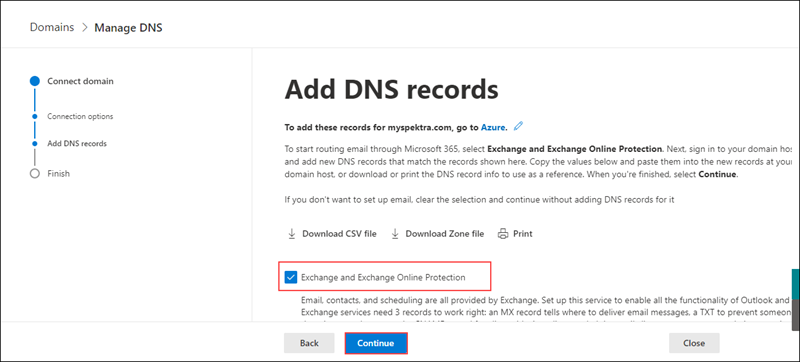 Domains > Manage DNS
Connect domain
Connection options
Add DNS records
Finish
Add DNS records
To add these records for myspektra.com, go to Azure.
To start routing email through Microsoft 365, select Exchange and Exchange Online Protection. Next, sign in to your domain hos
and add new DNS records that match the records shown here. Copy the values below and paste them into the new records at your
domain host, or download or print the DNS record info to use as a reference. When you're finished, select Continue.
If you don't want to set up email, clear the selection and continue without adding DNS records for it
Download CSV file Download Zone file Print
Exchange and Exchange Online Protection
Email, contacts, and scheduling are all provided by Exchange. Set up this service to enable all the functionality of Outlook and
Exchange services need 3 records to work right: an MX record tells where to deliver email messages, a TXT to prevent someon
Back Continue Close